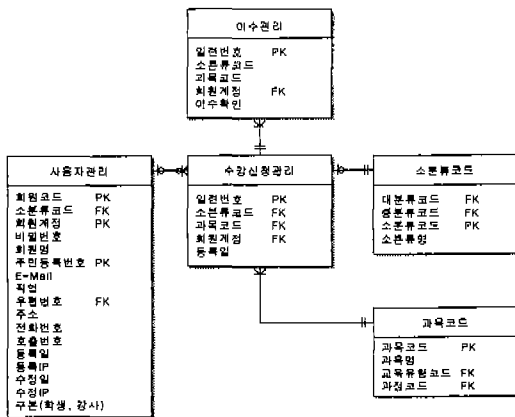 이수관리
일련번호 PK
소분류코드
과목코드
회원계정 FK
이수확인
사용자관리
회원코드 PK
소분류코드 FK
회원계정 PK
비밀번호
회원명
주민등록번호 PK
E-Mail
직업
우편번호 FK
주소
전화번호
호출번호
등록일
등록IP
수정일
수정IP
구분(학생, 강사)
수강신청관리
일련번호 PK
소분류코드 FK
과목코드 FK
회원계정 FK
등록일
소분류코드
대분류코드 FK
중분류코드 FK
소분류코드 PK
소분류명
과목코드
과목코드 PK
과목명
교육유형코드 FK
과정코드 FK